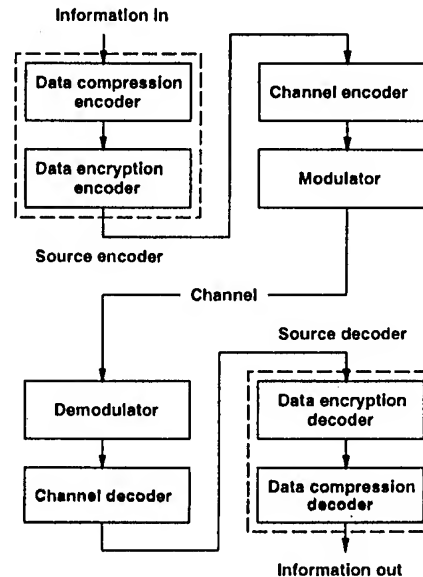 Information in
Data compression
encoder
Data encryption
encoder
Source encoder
Channel encoder
Modulator
Channel
Demodulator
Channel decoder
Source decoder
Data encryption
decoder
Data compression
decoder
Information out